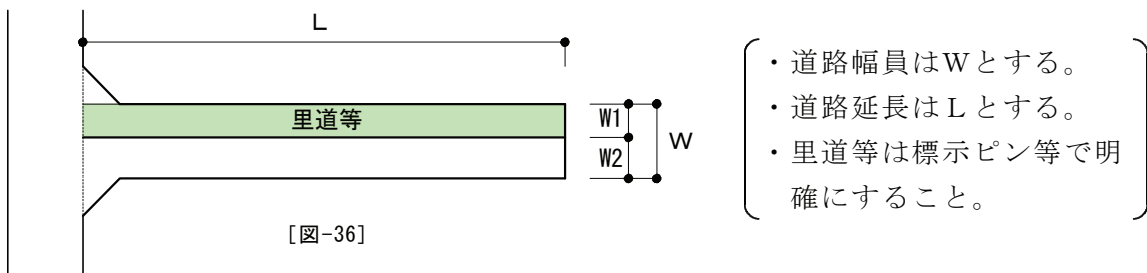 L
里道等
W1
W2
W
[図-36]
・道路幅員はWとする。
・道路延長はLとする。
・里道等は標示ピン等で明
確にすること。